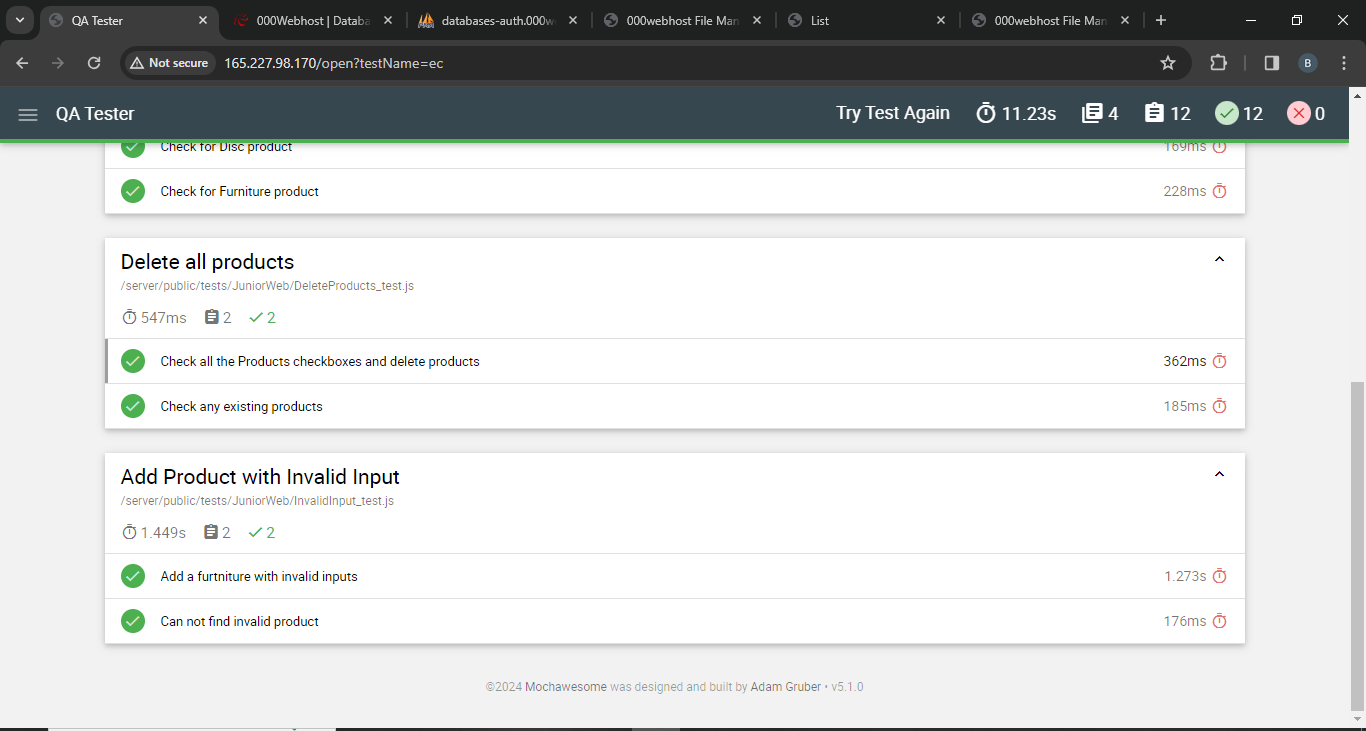 QA Tester
000Webhost | Databa
databases-auth.000w
000webhost File Man
List
000webhost File Man
Not secure
165.227.98.170/open?testName=ec
B
QA Tester
Try Test Again
11.23s
4
12
12
0
Check for Disc product
169ms
Check for Furniture product
228ms
Delete all products
/server/public/tests/JuniorWeb/DeleteProducts_test.js
547ms 2 2
Check all the Products checkboxes and delete products
362ms
Check any existing products
185ms
Add Product with Invalid Input
/server/public/tests/JuniorWeb/InvalidInput_test.js
1.449s 2 2
Add a furtniture with invalid inputs
1.273s
Can not find invalid product
176ms
©2024 Mochawesome was designed and built by Adam Gruber • v5.1.0